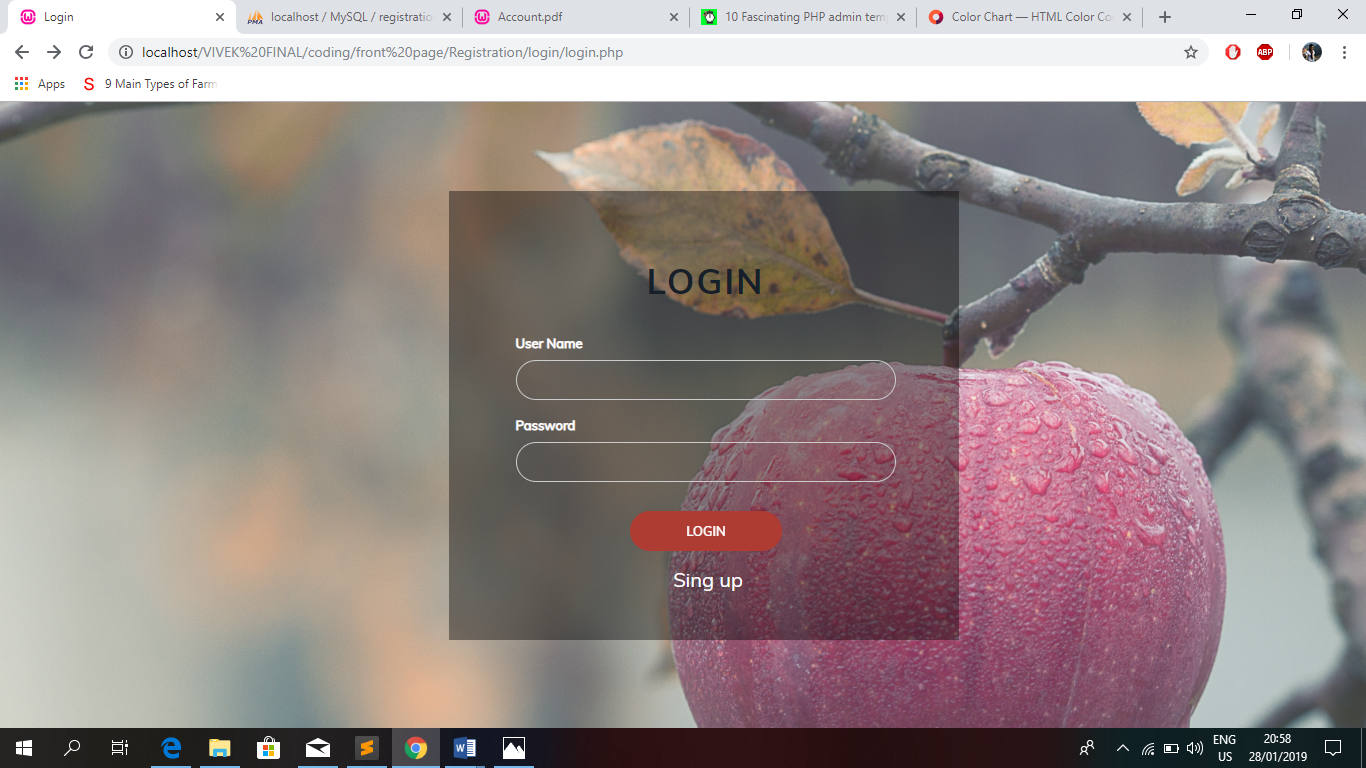 Login
localhost / MySQL / registratio
Account.pdf
10 Fascinating PHP admin tem
Color Chart — HTML Color Co
localhost/VIVEK%20FINAL/coding/front%20page/Registration/login/login.php
ABP
Apps
S 9 Main Types of Farm
LOGIN
User Name
Password
LOGIN
Sing up
ENG
US
20:58
28/01/2019